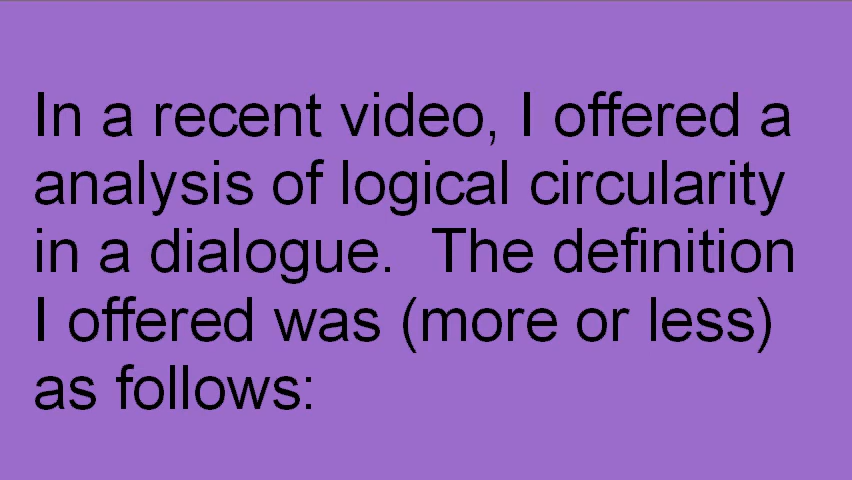 In a recent video, I offered a
analysis of logical circularity
in a dialogue.  The definition
I offered was (more or less)
as follows: